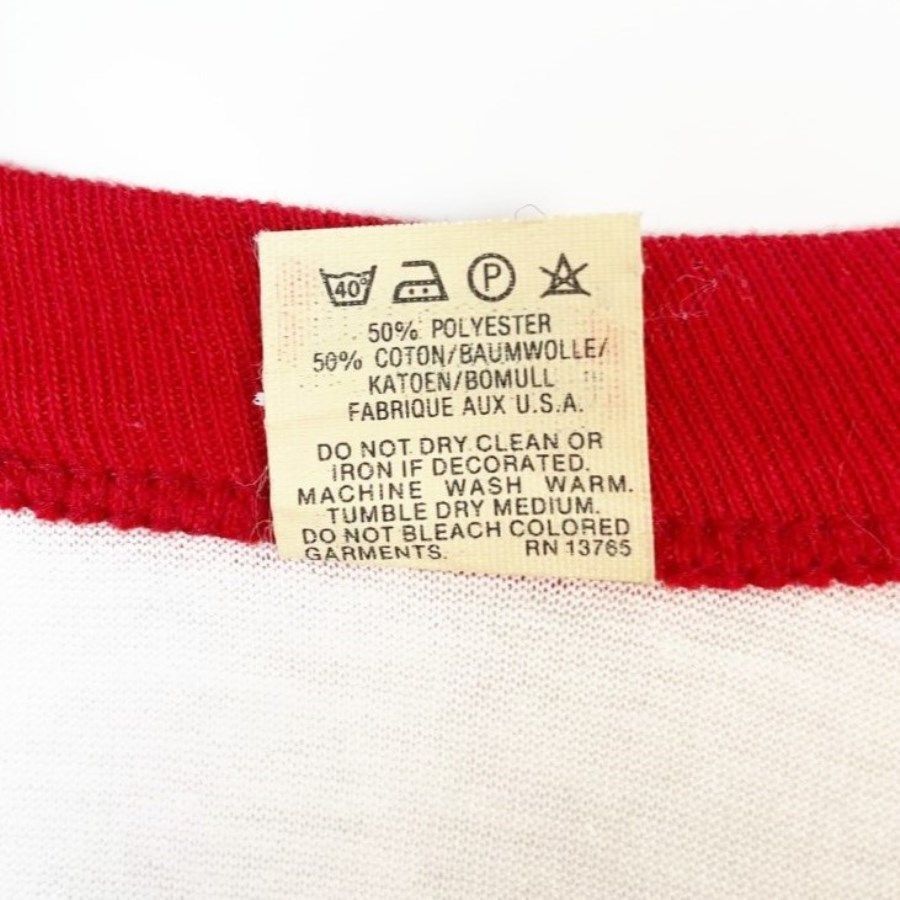 40°
P
50% POLYESTER
50% COTON/BAUMWOLLE/
KATOEN/BOMULL
FABRIQUE AUX U.S.A.
DO NOT DRY CLEAN OR
IRON IF DECORATED.
MACHINE WASH WARM.
TUMBLE DRY MEDIUM.
DO NOT BLEACH COLORED
GARMENTS. RN 13765